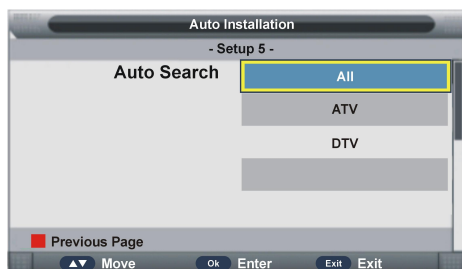 Auto Installation
- Setup 5 -
Auto Search
All
ATV
DTV
Previous Page
▲▼ Move Ok Enter Exit Exit